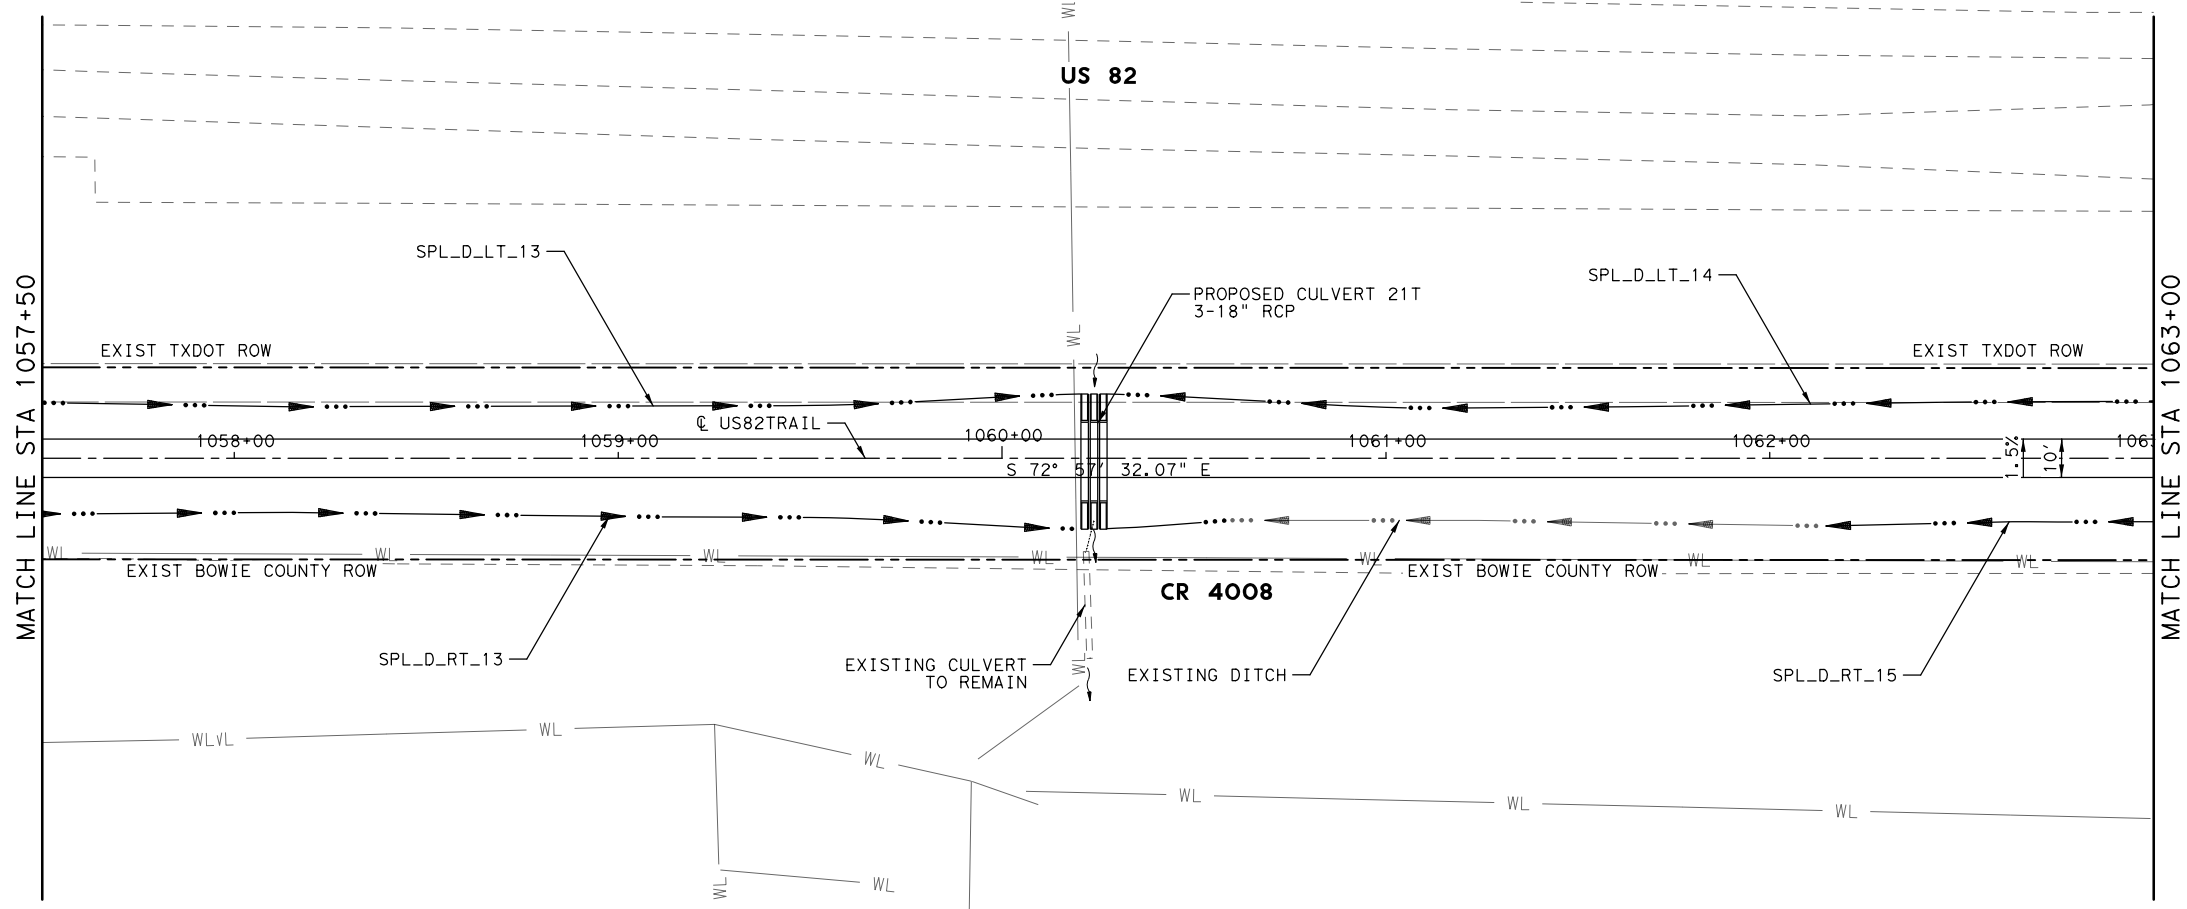 WL
US 82
SPL_D_LT_13
SPL_D_LT_14
PROPOSED CULVERT 21T
3-18" RCP
WL
EXIST TXDOT ROW
EXIST TXDOT ROW
MATCH LINE STA 1057+50
MATCH LINE STA 1063+00
℄ US82TRAIL
1058+00
1059+00
1060+00
1061+00
1062+00
1063
1.5%
10'
S 72° 57' 32.07" E
WL
WL
WL
WL
WL
WL
WL
EXIST BOWIE COUNTY ROW
EXIST BOWIE COUNTY ROW
CR 4008
SPL_D_RT_13
EXISTING CULVERT
TO REMAIN
WL
EXISTING DITCH
SPL_D_RT_15
WL
WL
WL
WL
WL
WL
WL
WL